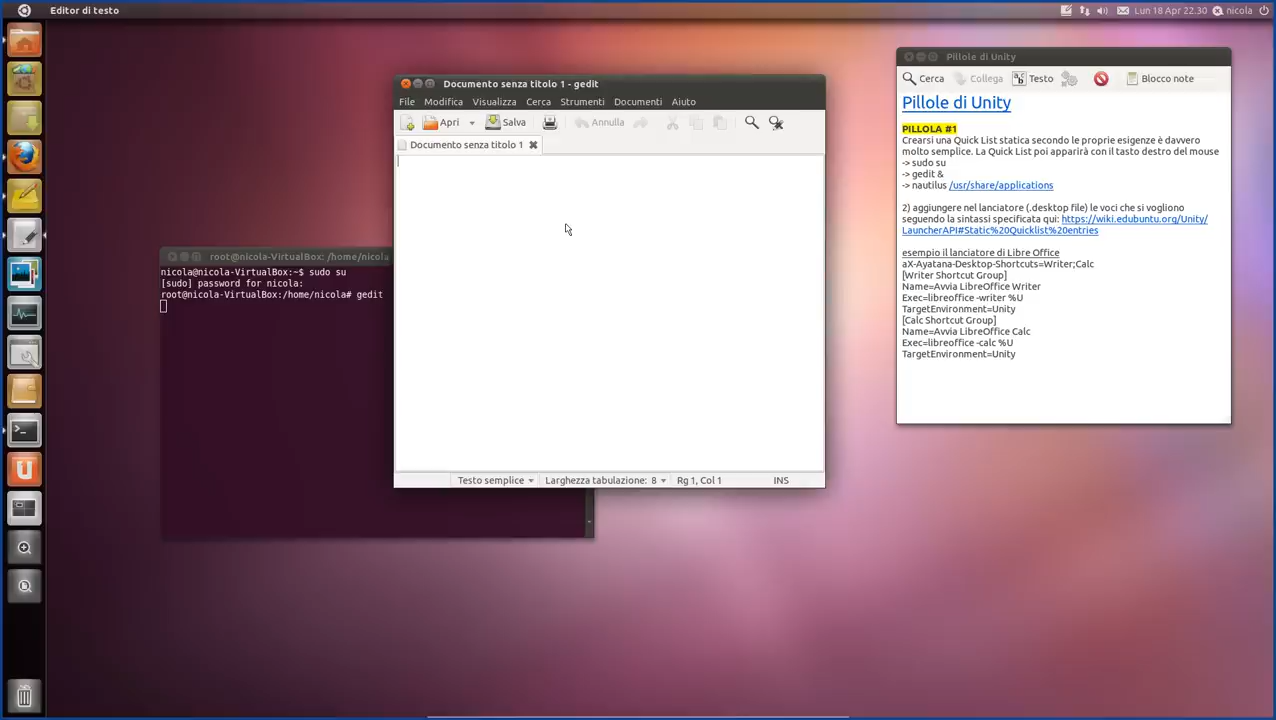 Editor di testo
Lun 18 Apr 22.30 nicola
Documento senza titolo 1 - gedit
File Modifica Visualizza Cerca Strumenti Documenti Aiuto
Apri Salva Annulla
Documento senza titolo 1
Testo semplice Larghezza tabulazione: 8 Rg 1, Col 1 INS
root@nicola-VirtualBox: /home/nicola
nicola@nicola-VirtualBox:~$ sudo su
[sudo] password for nicola:
root@nicola-VirtualBox:/home/nicola# gedit
Pillole di Unity
Cerca Collega Testo Blocco note
Pillole di Unity
PILLOLA #1
Crearsi una Quick List statica secondo le proprie esigenze è davvero
molto semplice. La Quick List poi apparirà con il tasto destro del mouse
-> sudo su
-> gedit &
-> nautilus /usr/share/applications
2) aggiungere nel lanciatore (.desktop file) le voci che si vogliono
seguendo la sintassi specificata qui: https://wiki.edubuntu.org/Unity/
LauncherAPI#Static%20Quicklist%20entries
esempio il lanciatore di Libre Office
aX-Ayatana-Desktop-Shortcuts=Writer;Calc
[Writer Shortcut Group]
Name=Avvia LibreOffice Writer
Exec=libreoffice -writer %U
TargetEnvironment=Unity
[Calc Shortcut Group]
Name=Avvia LibreOffice Calc
Exec=libreoffice -calc %U
TargetEnvironment=Unity